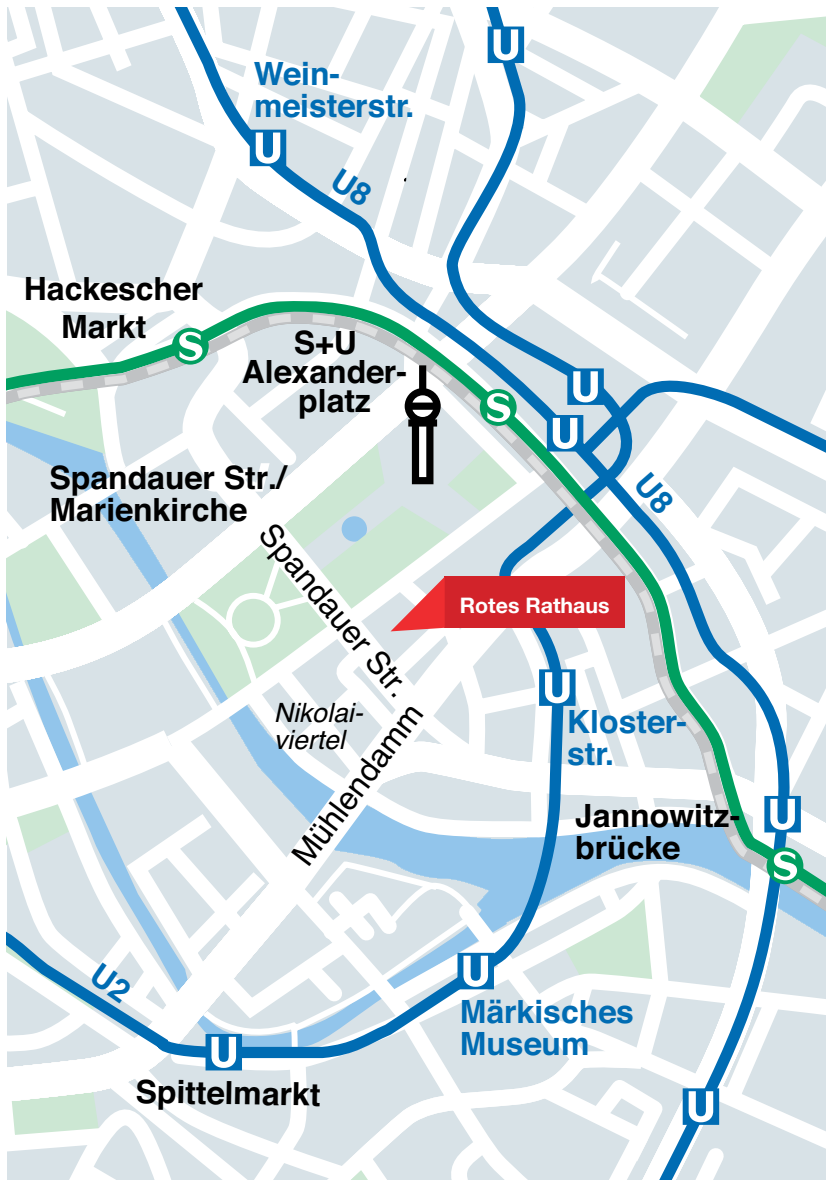 U
Wein-
meisterstr.
U
U8
Hackescher
Markt
S
S+U
Alexander-
platz
U
S
U
Spandauer Str./
Marienkirche
U8
Spandauer Str.
Rotes Rathaus
U
Nikolai-
viertel
Kloster-
str.
Mühlendamm
Jannowitz-
brücke
U
S
U2
U
Märkisches
Museum
U
Spittelmarkt
U